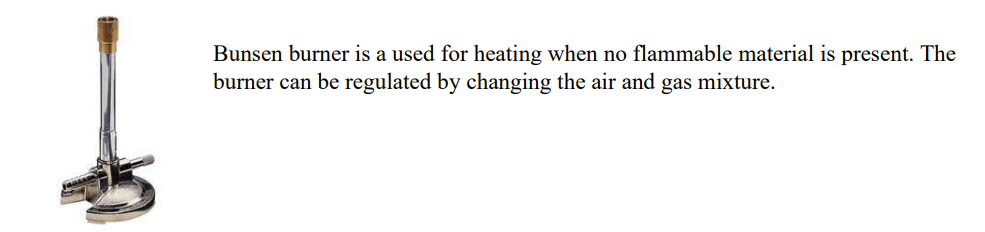 Bunsen burner is a used for heating when no flammable material is present. The
burner can be regulated by changing the air and gas mixture.